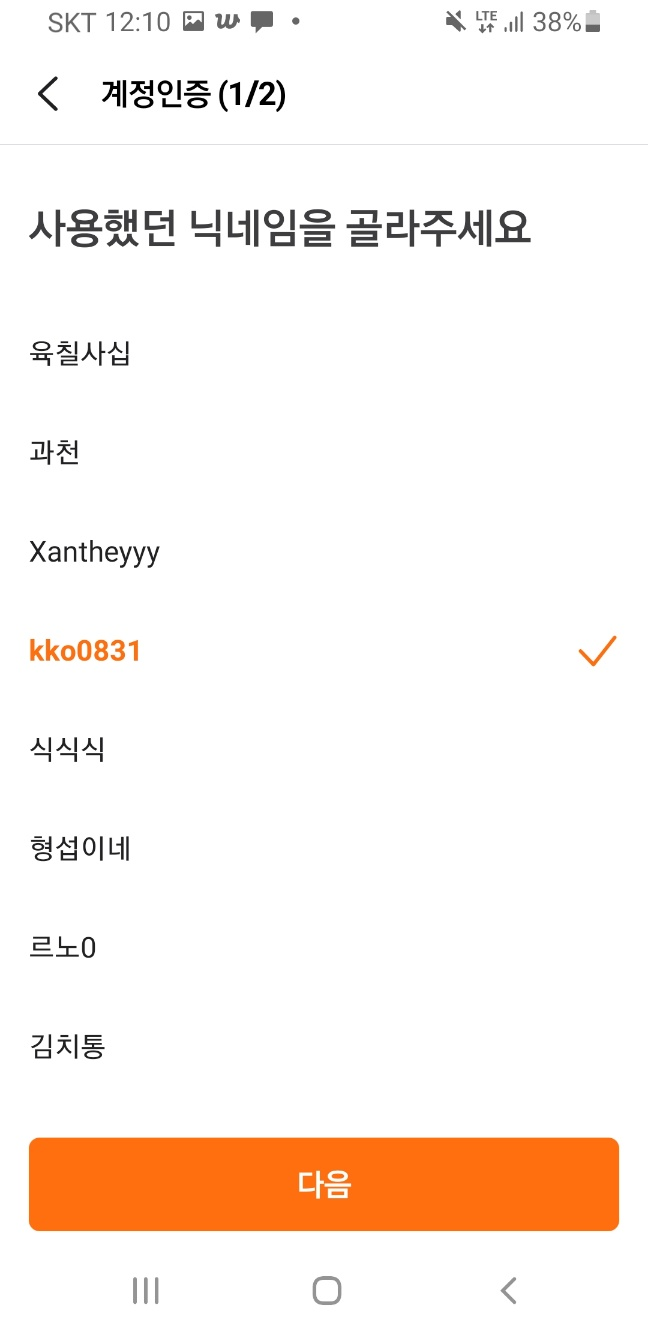 SKT 12:10 LTE 38%
계정인증 (1/2)
사용했던 닉네임을 골라주세요
육칠사십
과천
Xantheyyy
kko0831
식식식
형섭이네
르노0
김치통
다음